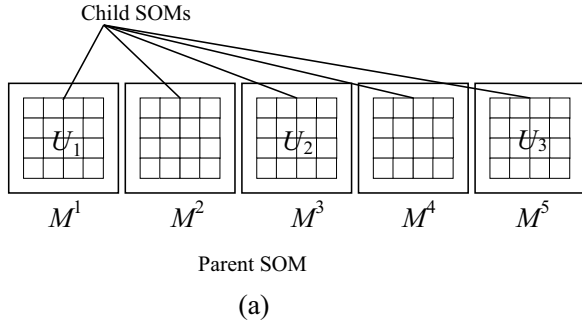 Child SOMs
U₁ U₂ U₃
M¹ M² M³ M⁴ M⁵
Parent SOM
(a)